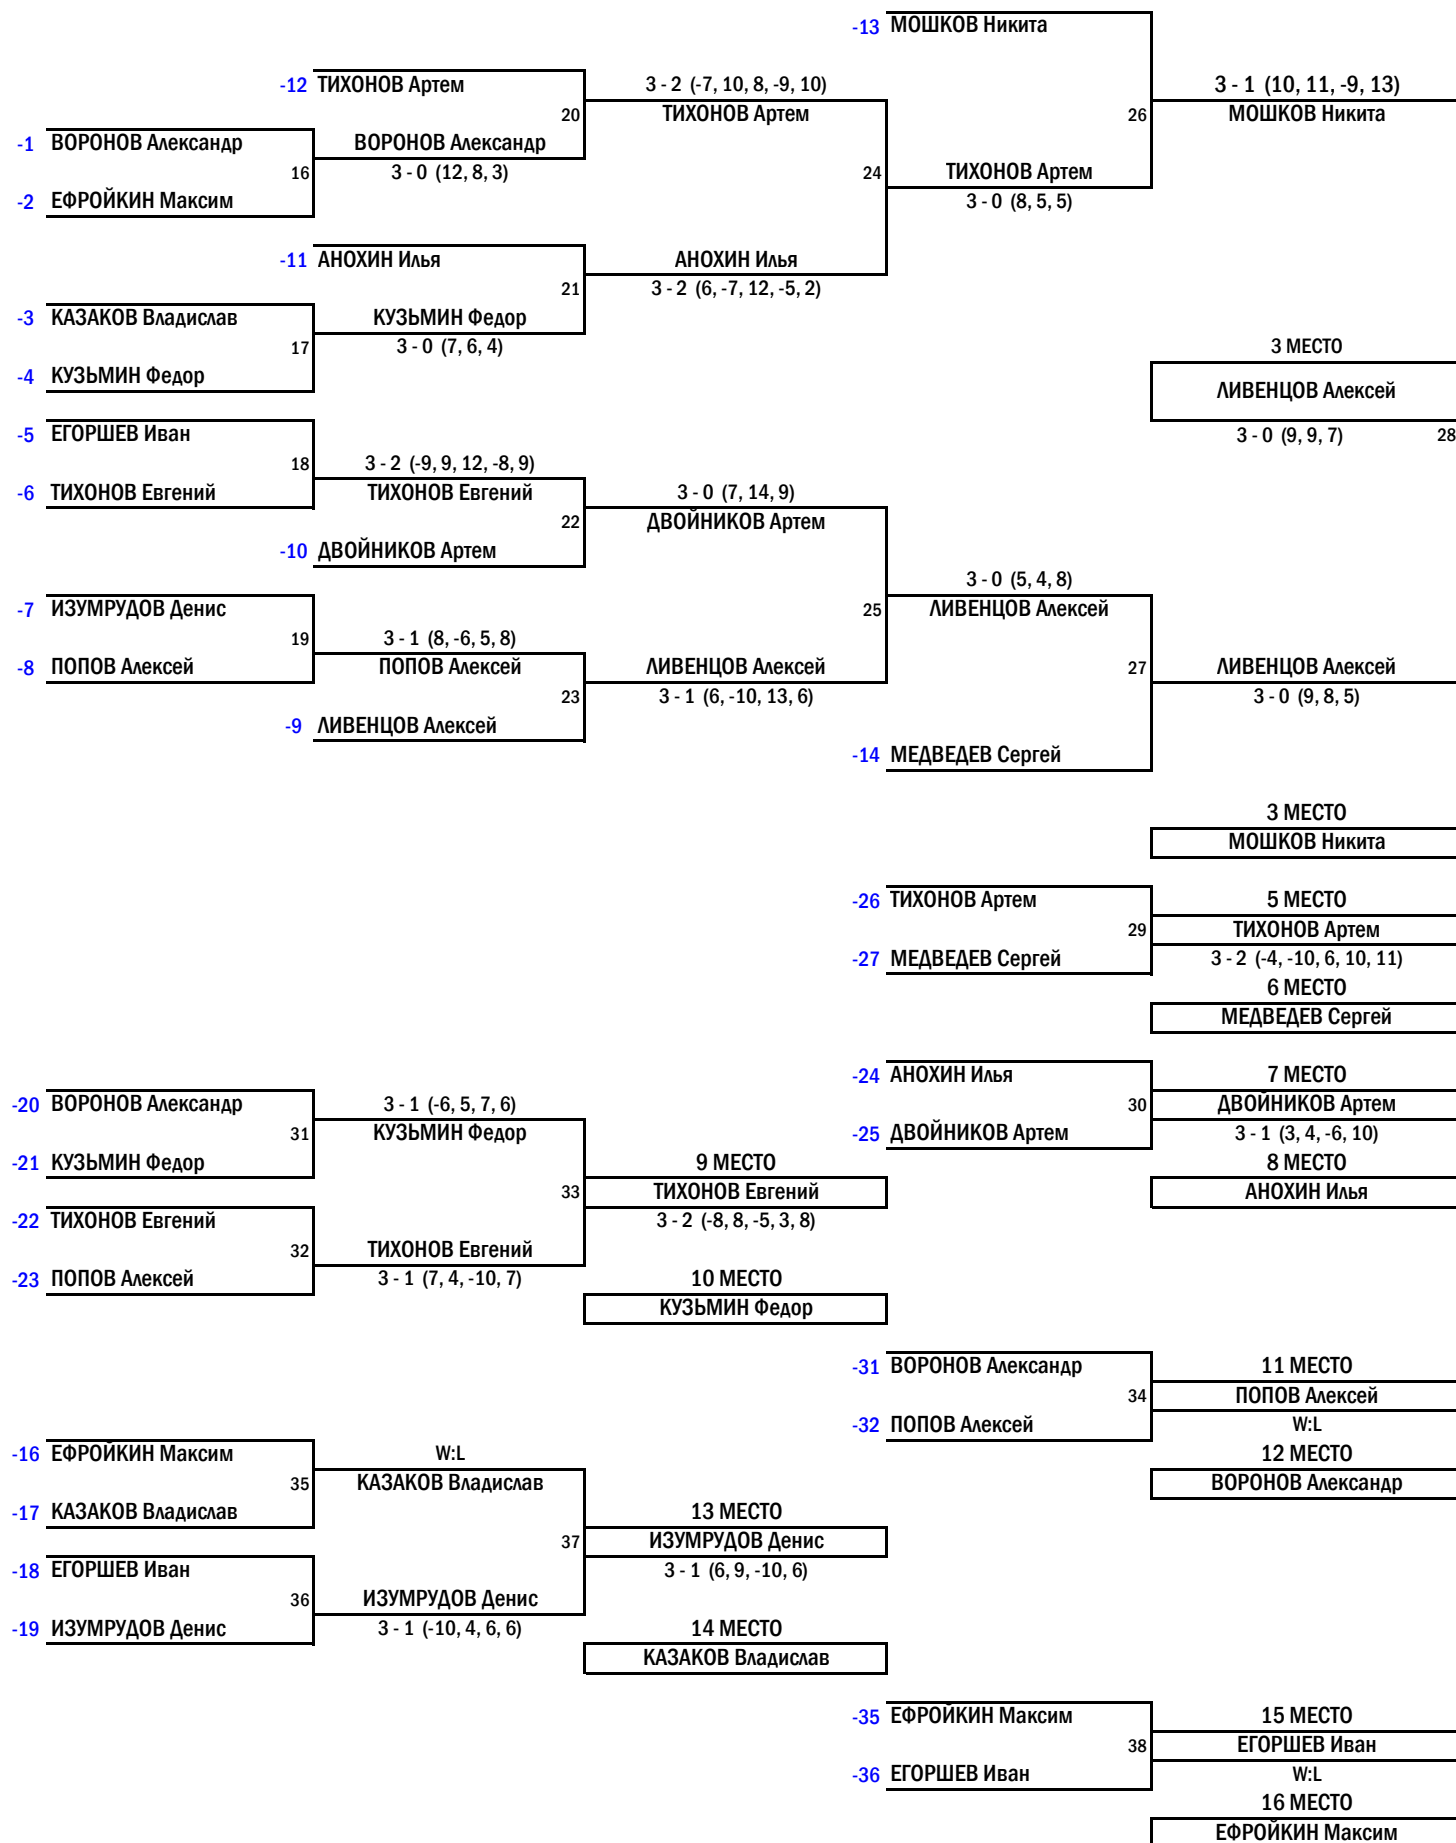 -13 МОШКОВ Никита
-12 ТИХОНОВ Артем
3 - 2 (-7, 10, 8, -9, 10)
3 - 1 (10, 11, -9, 13)
20
ТИХОНОВ Артем
26
МОШКОВ Никита
-1 ВОРОНОВ Александр
ВОРОНОВ Александр
16
3 - 0 (12, 8, 3)
24
ТИХОНОВ Артем
-2 ЕФРОЙКИН Максим
3 - 0 (8, 5, 5)
-11 АНОХИН Илья
АНОХИН Илья
21
3 - 2 (6, -7, 12, -5, 2)
-3 КАЗАКОВ Владислав
КУЗЬМИН Федор
17
3 - 0 (7, 6, 4)
3 МЕСТО
-4 КУЗЬМИН Федор
ЛИВЕНЦОВ Алексей
-5 ЕГОРШЕВ Иван
3 - 0 (9, 9, 7)
28
18
3 - 2 (-9, 9, 12, -8, 9)
-6 ТИХОНОВ Евгений
ТИХОНОВ Евгений
3 - 0 (7, 14, 9)
22
ДВОЙНИКОВ Артем
-10 ДВОЙНИКОВ Артем
3 - 0 (5, 4, 8)
-7 ИЗУМРУДОВ Денис
25
ЛИВЕНЦОВ Алексей
19
3 - 1 (8, -6, 5, 8)
-8 ПОПОВ Алексей
ПОПОВ Алексей
ЛИВЕНЦОВ Алексей
27
ЛИВЕНЦОВ Алексей
23
3 - 1 (6, -10, 13, 6)
3 - 0 (9, 8, 5)
-9 ЛИВЕНЦОВ Алексей
-14 МЕДВЕДЕВ Сергей
3 МЕСТО
МОШКОВ Никита
-26 ТИХОНОВ Артем
5 МЕСТО
29
ТИХОНОВ Артем
-27 МЕДВЕДЕВ Сергей
3 - 2 (-4, -10, 6, 10, 11)
6 МЕСТО
МЕДВЕДЕВ Сергей
-24 АНОХИН Илья
7 МЕСТО
-20 ВОРОНОВ Александр
3 - 1 (-6, 5, 7, 6)
30
ДВОЙНИКОВ Артем
31
КУЗЬМИН Федор
-25 ДВОЙНИКОВ Артем
3 - 1 (3, 4, -6, 10)
-21 КУЗЬМИН Федор
9 МЕСТО
8 МЕСТО
33
ТИХОНОВ Евгений
АНОХИН Илья
-22 ТИХОНОВ Евгений
3 - 2 (-8, 8, -5, 3, 8)
32
ТИХОНОВ Евгений
-23 ПОПОВ Алексей
3 - 1 (7, 4, -10, 7)
10 МЕСТО
КУЗЬМИН Федор
-31 ВОРОНОВ Александр
11 МЕСТО
34
ПОПОВ Алексей
-32 ПОПОВ Алексей
W:L
-16 ЕФРОЙКИН Максим
W:L
12 МЕСТО
35
КАЗАКОВ Владислав
ВОРОНОВ Александр
-17 КАЗАКОВ Владислав
13 МЕСТО
37
ИЗУМРУДОВ Денис
-18 ЕГОРШЕВ Иван
3 - 1 (6, 9, -10, 6)
36
ИЗУМРУДОВ Денис
-19 ИЗУМРУДОВ Денис
3 - 1 (-10, 4, 6, 6)
14 МЕСТО
КАЗАКОВ Владислав
-35 ЕФРОЙКИН Максим
15 МЕСТО
38
ЕГОРШЕВ Иван
-36 ЕГОРШЕВ Иван
W:L
16 МЕСТО
ЕФРОЙКИН Максим